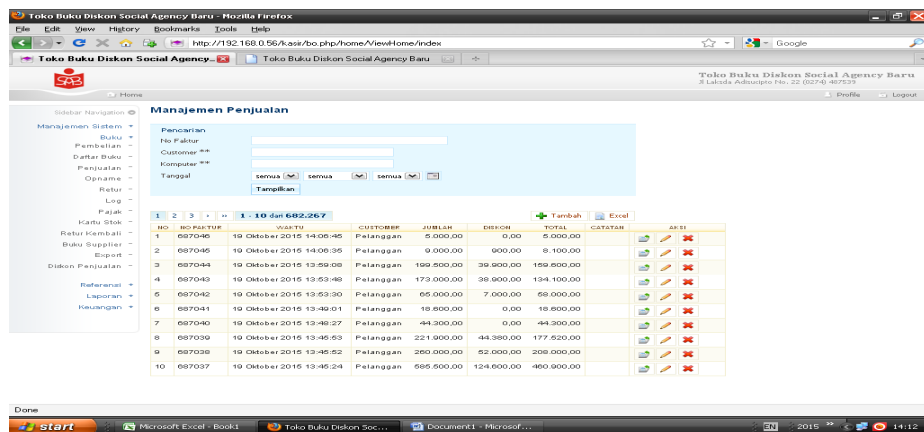 Toko Buku Diskon Social Agency Baru - Mozilla Firefox
File Edit View History Bookmarks Tools Help
http://192.168.0.56/kasir/bo.php/home/ViewHome/index
Google
Toko Buku Diskon Social Agency...
Toko Buku Diskon Social Agency Baru
SAB
Toko Buku Diskon Social Agency Baru
Jl Laksda Adisucipto No. 22 (0274) 487539
Home
Profile Logout
Sidebar Navigation
Manajemen Sistem
Buku
Pembelian
Daftar Buku
Penjualan
Opname
Retur
Log
Pajak
Kartu Stok
Retur Kembali
Buku Supplier
Export
Diskon Penjualan
Referensi
Laporan
Keuangan
Manajemen Penjualan
Pencarian
No Faktur
Customer **
Komputer **
Tanggal semua semua semua
Tampilkan
1 2 3 › ›› 1 - 10 dari 682.267 Tambah Excel
NO NO FAKTUR WAKTU CUSTOMER JUMLAH DISKON TOTAL CATATAN AKSI
1 687046 19 Oktober 2015 14:06:45 Pelanggan 5.000,00 0,00 5.000,00
2 687045 19 Oktober 2015 14:06:35 Pelanggan 9.000,00 900,00 8.100,00
3 687044 19 Oktober 2015 13:59:08 Pelanggan 199.500,00 39.900,00 159.600,00
4 687043 19 Oktober 2015 13:53:48 Pelanggan 173.000,00 38.900,00 134.100,00
5 687042 19 Oktober 2015 13:53:30 Pelanggan 65.000,00 7.000,00 58.000,00
6 687041 19 Oktober 2015 13:49:01 Pelanggan 18.600,00 0,00 18.600,00
7 687040 19 Oktober 2015 13:48:27 Pelanggan 44.300,00 0,00 44.300,00
8 687039 19 Oktober 2015 13:45:53 Pelanggan 221.900,00 44.380,00 177.520,00
9 687038 19 Oktober 2015 13:45:52 Pelanggan 260.000,00 52.000,00 208.000,00
10 687037 19 Oktober 2015 13:45:24 Pelanggan 585.500,00 124.600,00 460.900,00
Done
start Microsoft Excel - Book1 Toko Buku Diskon Soc... Document1 - Microsof... EN 2015 » 14:12